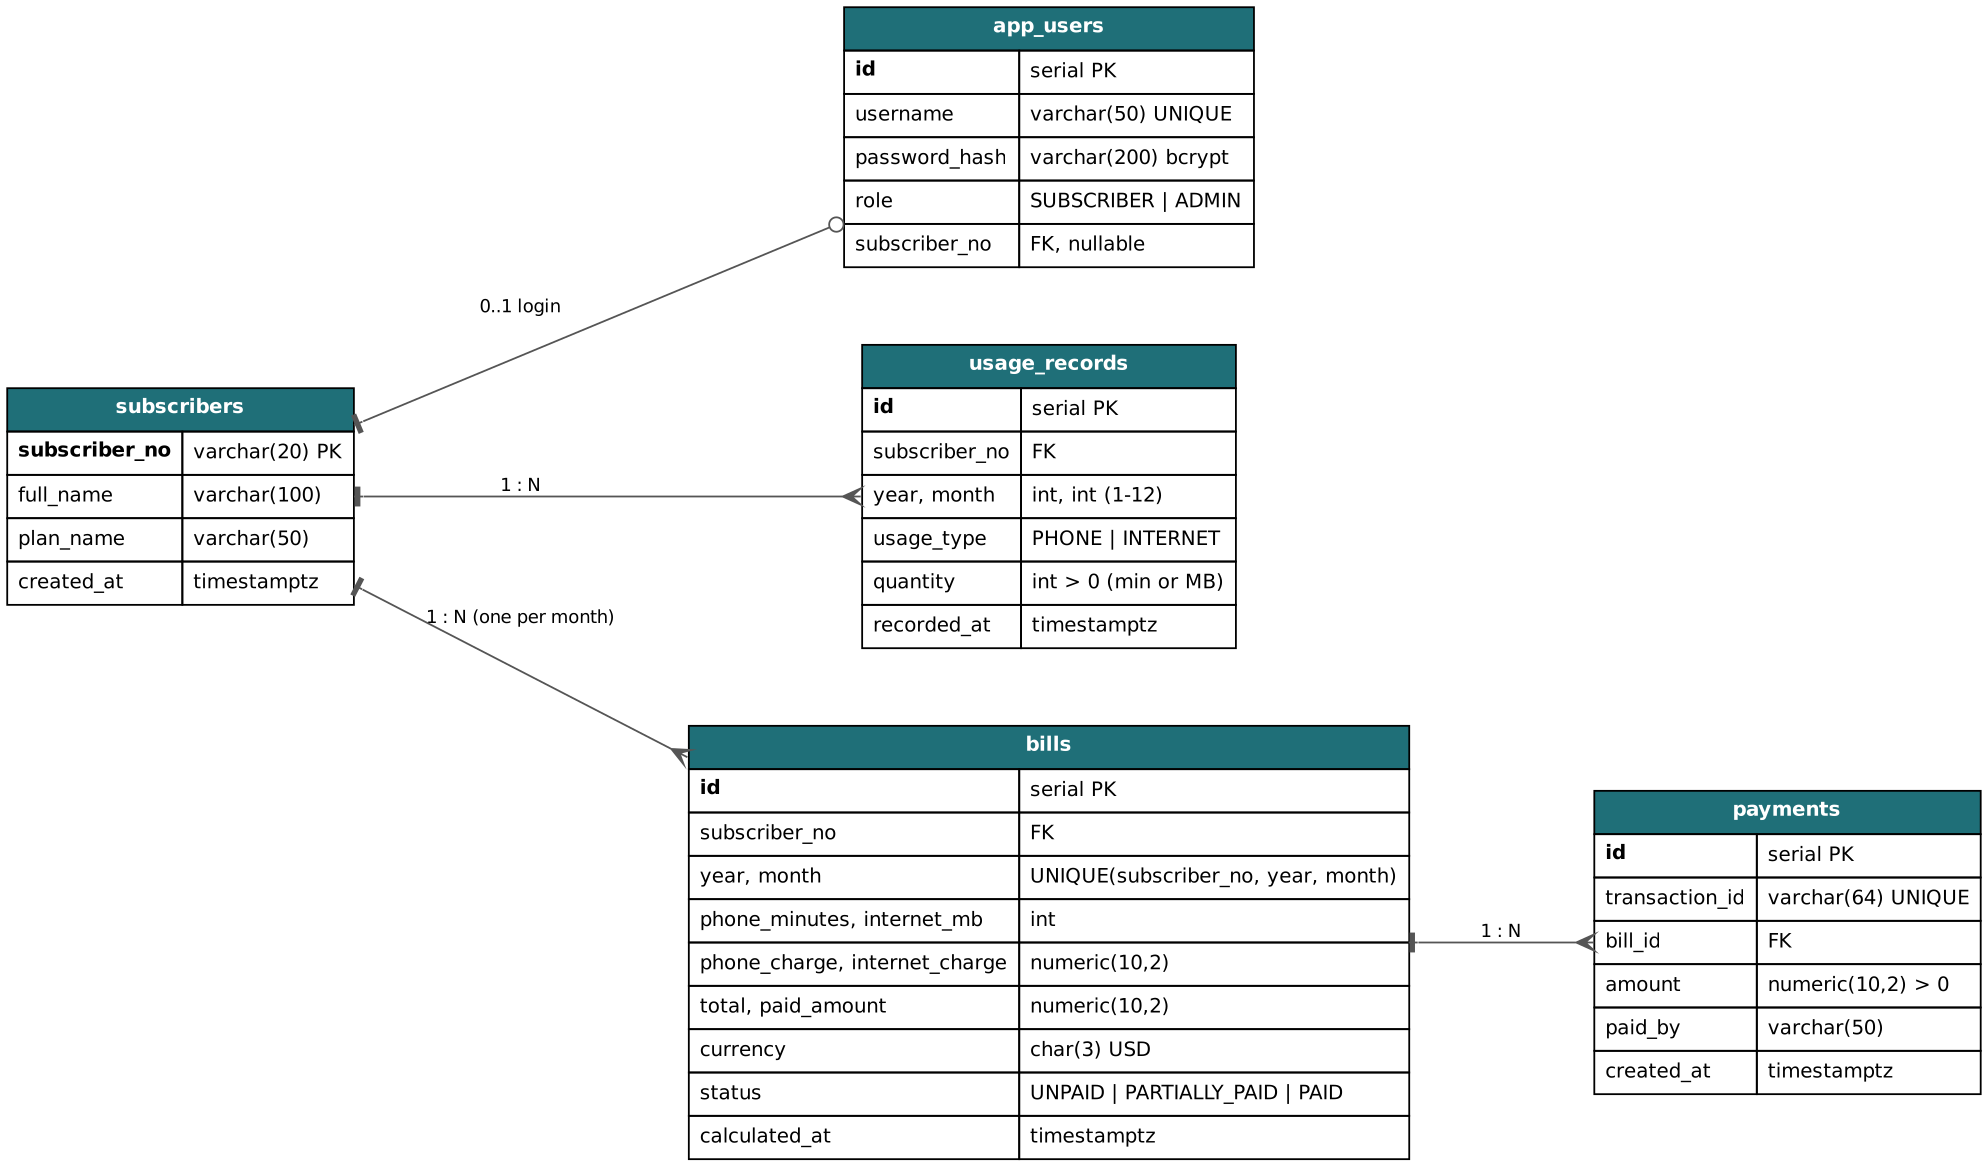 app_users
id serial PK
username varchar(50) UNIQUE
password_hash varchar(200) bcrypt
role SUBSCRIBER | ADMIN
subscriber_no FK, nullable
0..1 login
usage_records
id serial PK
subscriber_no FK
year, month int, int (1-12)
usage_type PHONE | INTERNET
quantity int > 0 (min or MB)
recorded_at timestamptz
subscribers
subscriber_no varchar(20) PK
full_name varchar(100)
plan_name varchar(50)
created_at timestamptz
1 : N
1 : N (one per month)
bills
id serial PK
subscriber_no FK
year, month UNIQUE(subscriber_no, year, month)
phone_minutes, internet_mb int
phone_charge, internet_charge numeric(10,2)
total, paid_amount numeric(10,2)
currency char(3) USD
status UNPAID | PARTIALLY_PAID | PAID
calculated_at timestamptz
1 : N
payments
id serial PK
transaction_id varchar(64) UNIQUE
bill_id FK
amount numeric(10,2) > 0
paid_by varchar(50)
created_at timestamptz